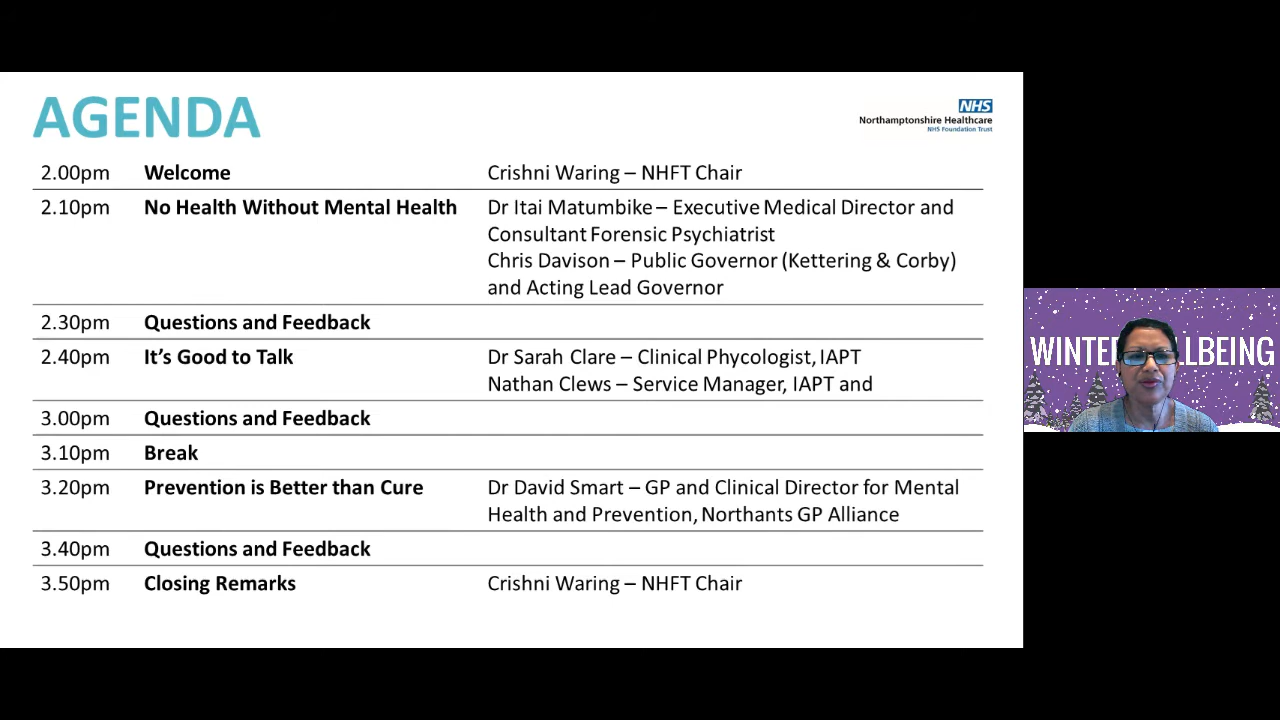 AGENDA
NHS
Northamptonshire Healthcare
NHS Foundation Trust
2.00pm Welcome Crishni Waring – NHFT Chair
2.10pm No Health Without Mental Health Dr Itai Matumbike – Executive Medical Director and
Consultant Forensic Psychiatrist
Chris Davison – Public Governor (Kettering & Corby)
and Acting Lead Governor
2.30pm Questions and Feedback
2.40pm It's Good to Talk Dr Sarah Clare – Clinical Phycologist, IAPT
Nathan Clews – Service Manager, IAPT and
3.00pm Questions and Feedback
3.10pm Break
3.20pm Prevention is Better than Cure Dr David Smart – GP and Clinical Director for Mental
Health and Prevention, Northants GP Alliance
3.40pm Questions and Feedback
3.50pm Closing Remarks Crishni Waring – NHFT Chair
WINTE LLBEING